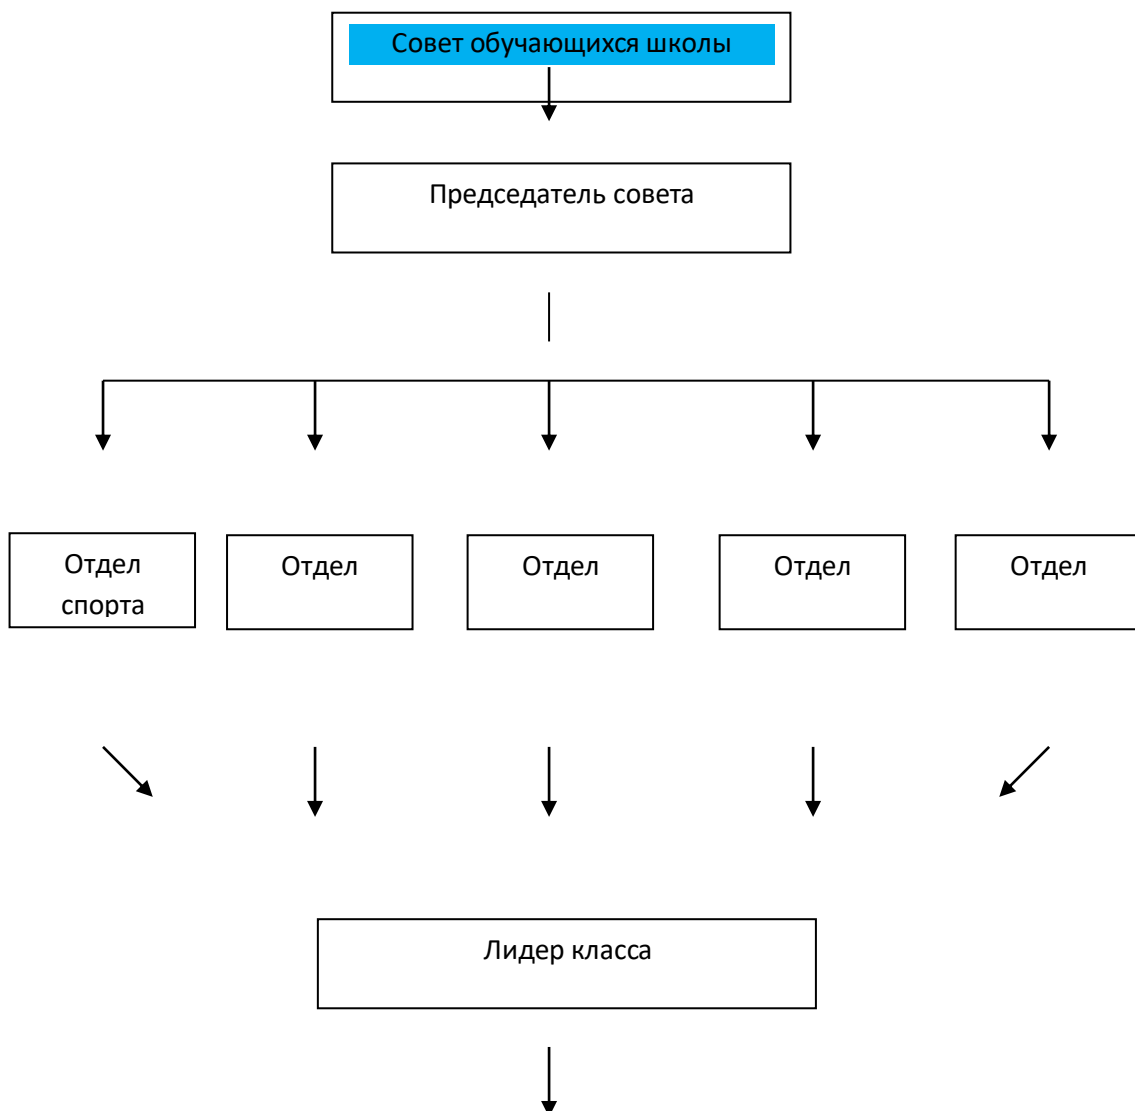 Совет обучающихся школы
Председатель совета
Отдел
спорта
Отдел
Отдел
Отдел
Отдел
Лидер класса